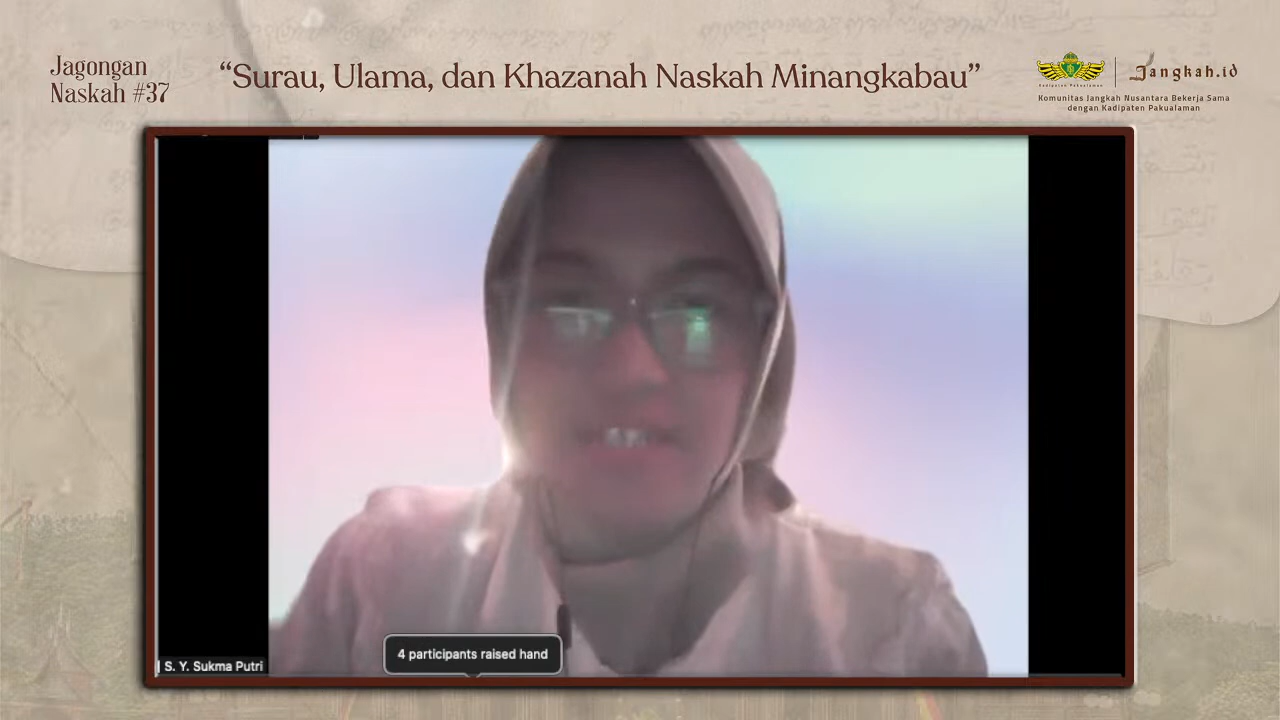 Jagongan
Naskah #37
“Surau, Ulama, dan Khazanah Naskah Minangkabau”
Jangkah.id
Komunitas Jangkah Nusantara Bekerja Sama
dengan Kadipaten Pakualaman
4 participants raised hand
S. Y. Sukma Putri